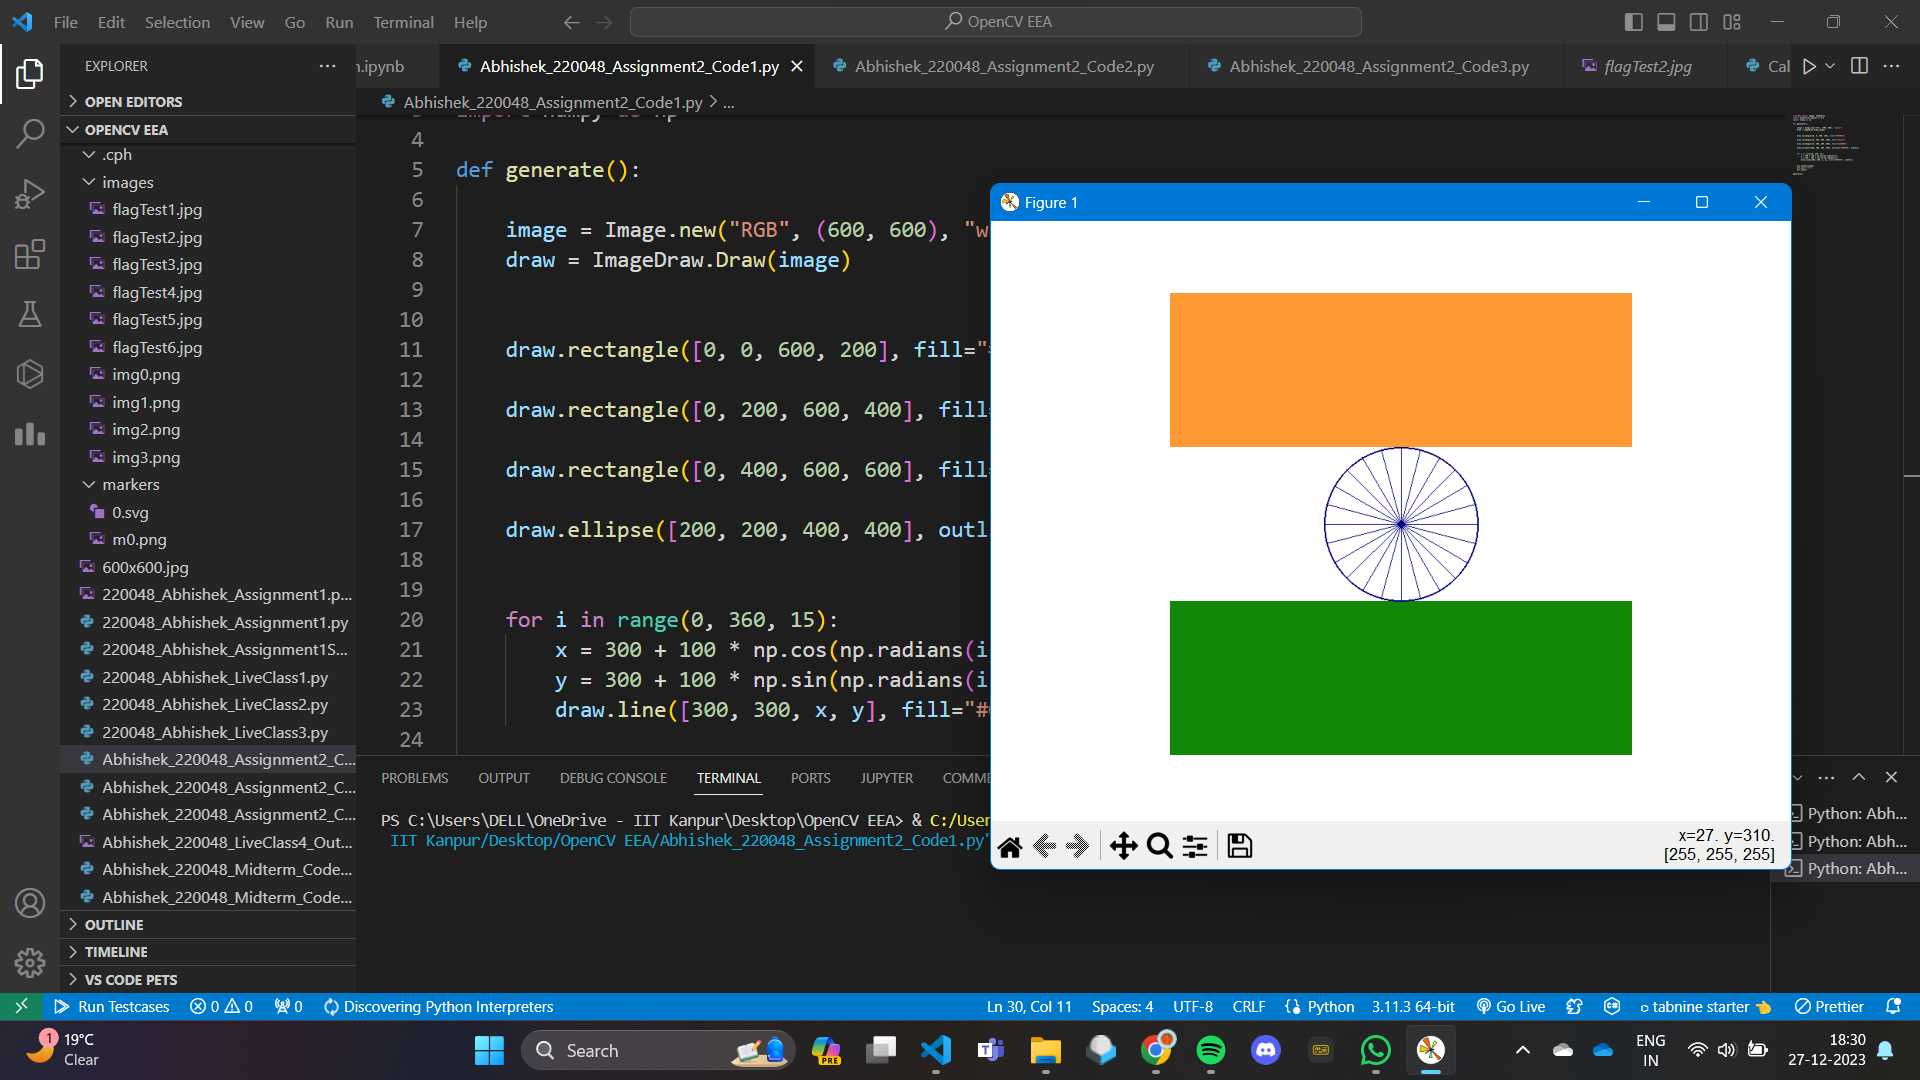 File Edit Selection View Go Run Terminal Help
OpenCV EEA
EXPLORER
.ipynb
Abhishek_220048_Assignment2_Code1.py
Abhishek_220048_Assignment2_Code2.py
Abhishek_220048_Assignment2_Code3.py
flagTest2.jpg
Cal
Abhishek_220048_Assignment2_Code1.py > ...
OPEN EDITORS
OPENCV EEA
.cph
images
flagTest1.jpg
flagTest2.jpg
flagTest3.jpg
flagTest4.jpg
flagTest5.jpg
flagTest6.jpg
img0.png
img1.png
img2.png
img3.png
markers
0.svg
m0.png
600x600.jpg
220048_Abhishek_Assignment1.p...
220048_Abhishek_Assignment1.py
220048_Abhishek_Assignment1S...
220048_Abhishek_LiveClass1.py
220048_Abhishek_LiveClass2.py
220048_Abhishek_LiveClass3.py
Abhishek_220048_Assignment2_C...
Abhishek_220048_Assignment2_C...
Abhishek_220048_Assignment2_C...
Abhishek_220048_LiveClass4_Out...
Abhishek_220048_Midterm_Code...
Abhishek_220048_Midterm_Code...
OUTLINE
TIMELINE
VS CODE PETS
import numpy as np
4
5 def generate():
6
7 image = Image.new("RGB", (600, 600), "w
8 draw = ImageDraw.Draw(image)
9
10
11 draw.rectangle([0, 0, 600, 200], fill="
12
13 draw.rectangle([0, 200, 600, 400], fill
14
15 draw.rectangle([0, 400, 600, 600], fill
16
17 draw.ellipse([200, 200, 400, 400], outl
18
19
20 for i in range(0, 360, 15):
21 x = 300 + 100 * np.cos(np.radians(i
22 y = 300 + 100 * np.sin(np.radians(i
23 draw.line([300, 300, x, y], fill="#
24
Figure 1
x=27. y=310.
[255, 255, 255]
PROBLEMS OUTPUT DEBUG CONSOLE TERMINAL PORTS JUPYTER COMME
PS C:\Users\DELL\OneDrive - IIT Kanpur\Desktop\OpenCV EEA> & C:/User
IIT Kanpur/Desktop/OpenCV EEA/Abhishek_220048_Assignment2_Code1.py"
Python: Abh...
Python: Abh...
Python: Abh...
Run Testcases 0 0 0 Discovering Python Interpreters
Ln 30, Col 11 Spaces: 4 UTF-8 CRLF Python 3.11.3 64-bit Go Live tabnine starter Prettier
1
19°C
Clear
Search
PRE
ENG
IN
18:30
27-12-2023